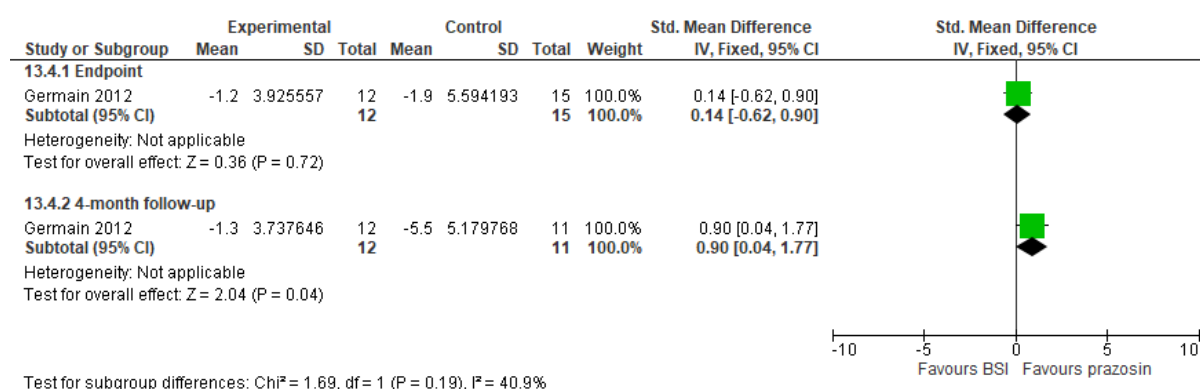 Experimental Control Std. Mean Difference Std. Mean Difference
Study or Subgroup Mean SD Total Mean SD Total Weight IV, Fixed, 95% CI IV, Fixed, 95% CI
13.4.1 Endpoint
Germain 2012 -1.2 3.925557 12 -1.9 5.594193 15 100.0% 0.14 [-0.62, 0.90]
Subtotal (95% CI) 12 15 100.0% 0.14 [-0.62, 0.90]
Heterogeneity: Not applicable
Test for overall effect: Z = 0.36 (P = 0.72)
13.4.2 4-month follow-up
Germain 2012 -1.3 3.737646 12 -5.5 5.179768 11 100.0% 0.90 [0.04, 1.77]
Subtotal (95% CI) 12 11 100.0% 0.90 [0.04, 1.77]
Heterogeneity: Not applicable
Test for overall effect: Z = 2.04 (P = 0.04)
-10 -5 0 5 10
Favours BSI Favours prazosin
Test for subgroup differences: Chi² = 1.69, df = 1 (P = 0.19), I² = 40.9%